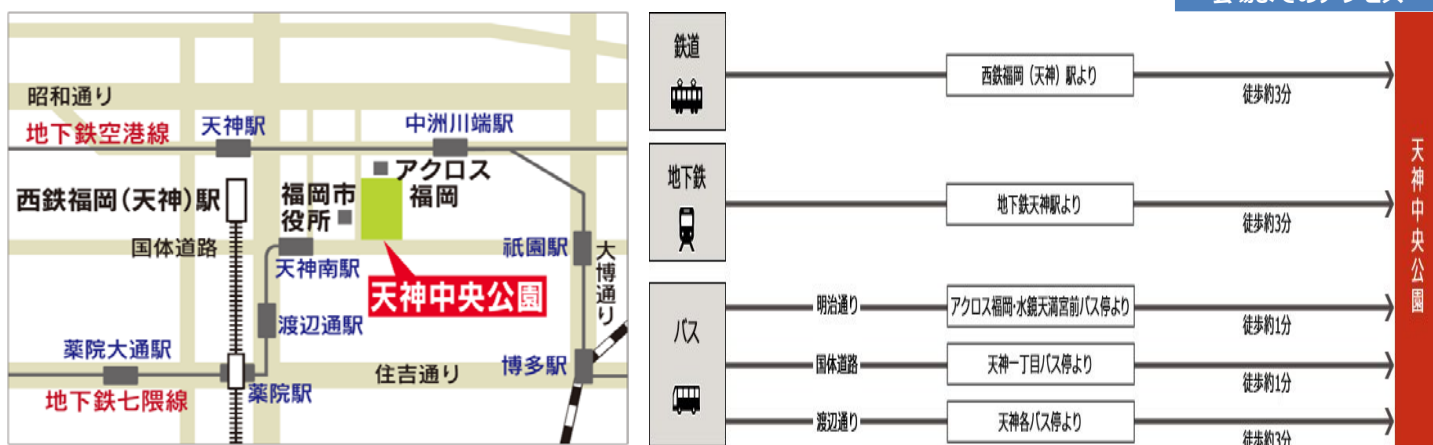 昭和通り
地下鉄空港線
天神駅
中洲川端駅
アクロス
福岡
西鉄福岡(天神)駅
福岡市
役所
国体道路
天神南駅
祇園駅
大博通り
天神中央公園
渡辺通駅
薬院大通駅
地下鉄七隈線
薬院駅
住吉通り
博多駅
鉄道
西鉄福岡(天神)駅より
徒歩約3分
地下鉄
地下鉄天神駅より
徒歩約3分
バス
明治通り
アクロス福岡・水鏡天満宮前バス停より
徒歩約1分
国体道路
天神一丁目バス停より
徒歩約1分
渡辺通り
天神各バス停より
徒歩約3分
天神中央公園